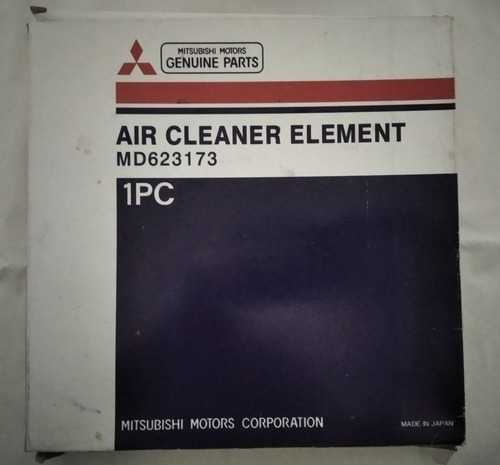 MITSUBISHI MOTORS
GENUINE PARTS
AIR CLEANER ELEMENT
MD623173
1PC
MITSUBISHI MOTORS CORPORATION
MADE IN JAPAN